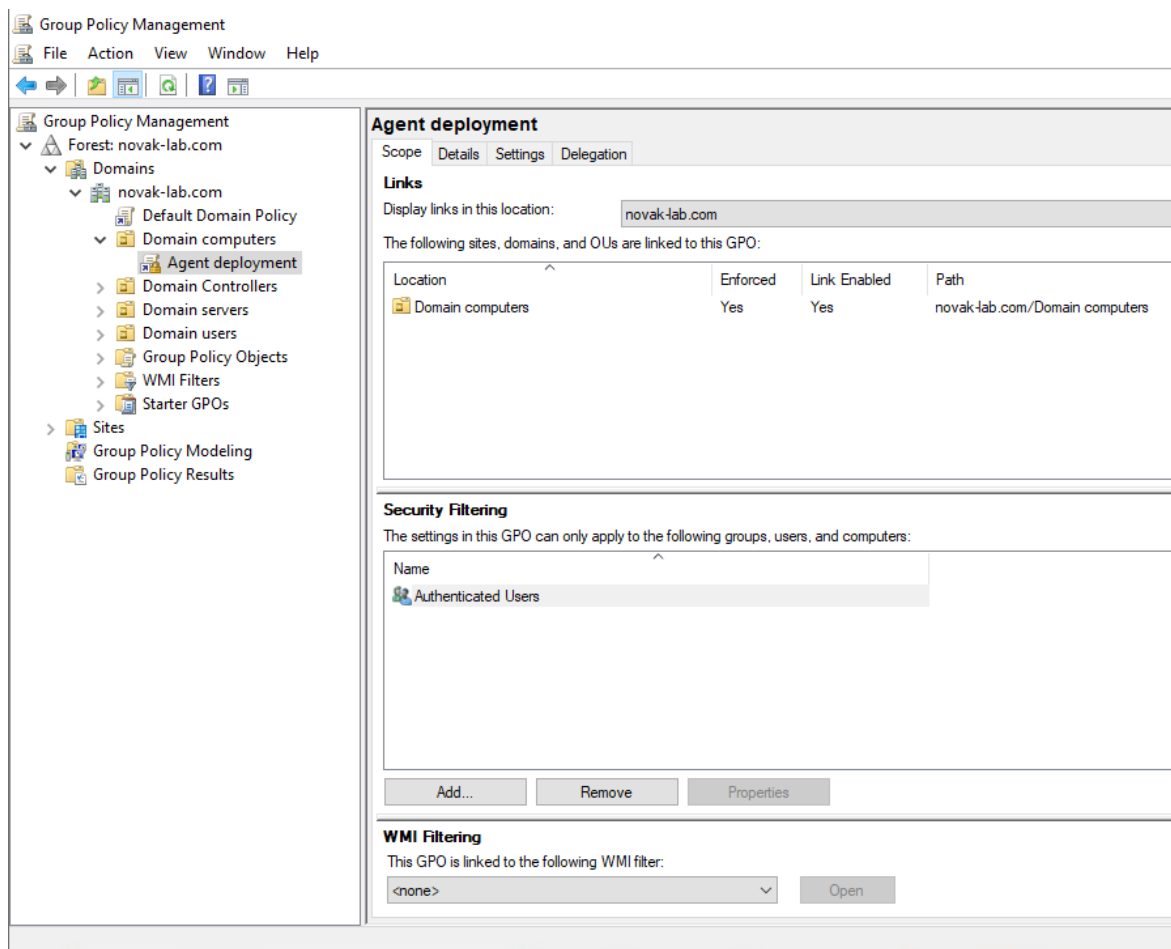 Group Policy Management
File Action View Window Help
Group Policy Management
Forest: novak-lab.com
Domains
novak-lab.com
Default Domain Policy
Domain computers
Agent deployment
Domain Controllers
Domain servers
Domain users
Group Policy Objects
WMI Filters
Starter GPOs
Sites
Group Policy Modeling
Group Policy Results
Agent deployment
Scope Details Settings Delegation
Links
Display links in this location: novak-lab.com
The following sites, domains, and OUs are linked to this GPO:
Location Enforced Link Enabled Path
Domain computers Yes Yes novak-lab.com/Domain computers
Security Filtering
The settings in this GPO can only apply to the following groups, users, and computers:
Name
Authenticated Users
Add... Remove Properties
WMI Filtering
This GPO is linked to the following WMI filter:
<none> Open